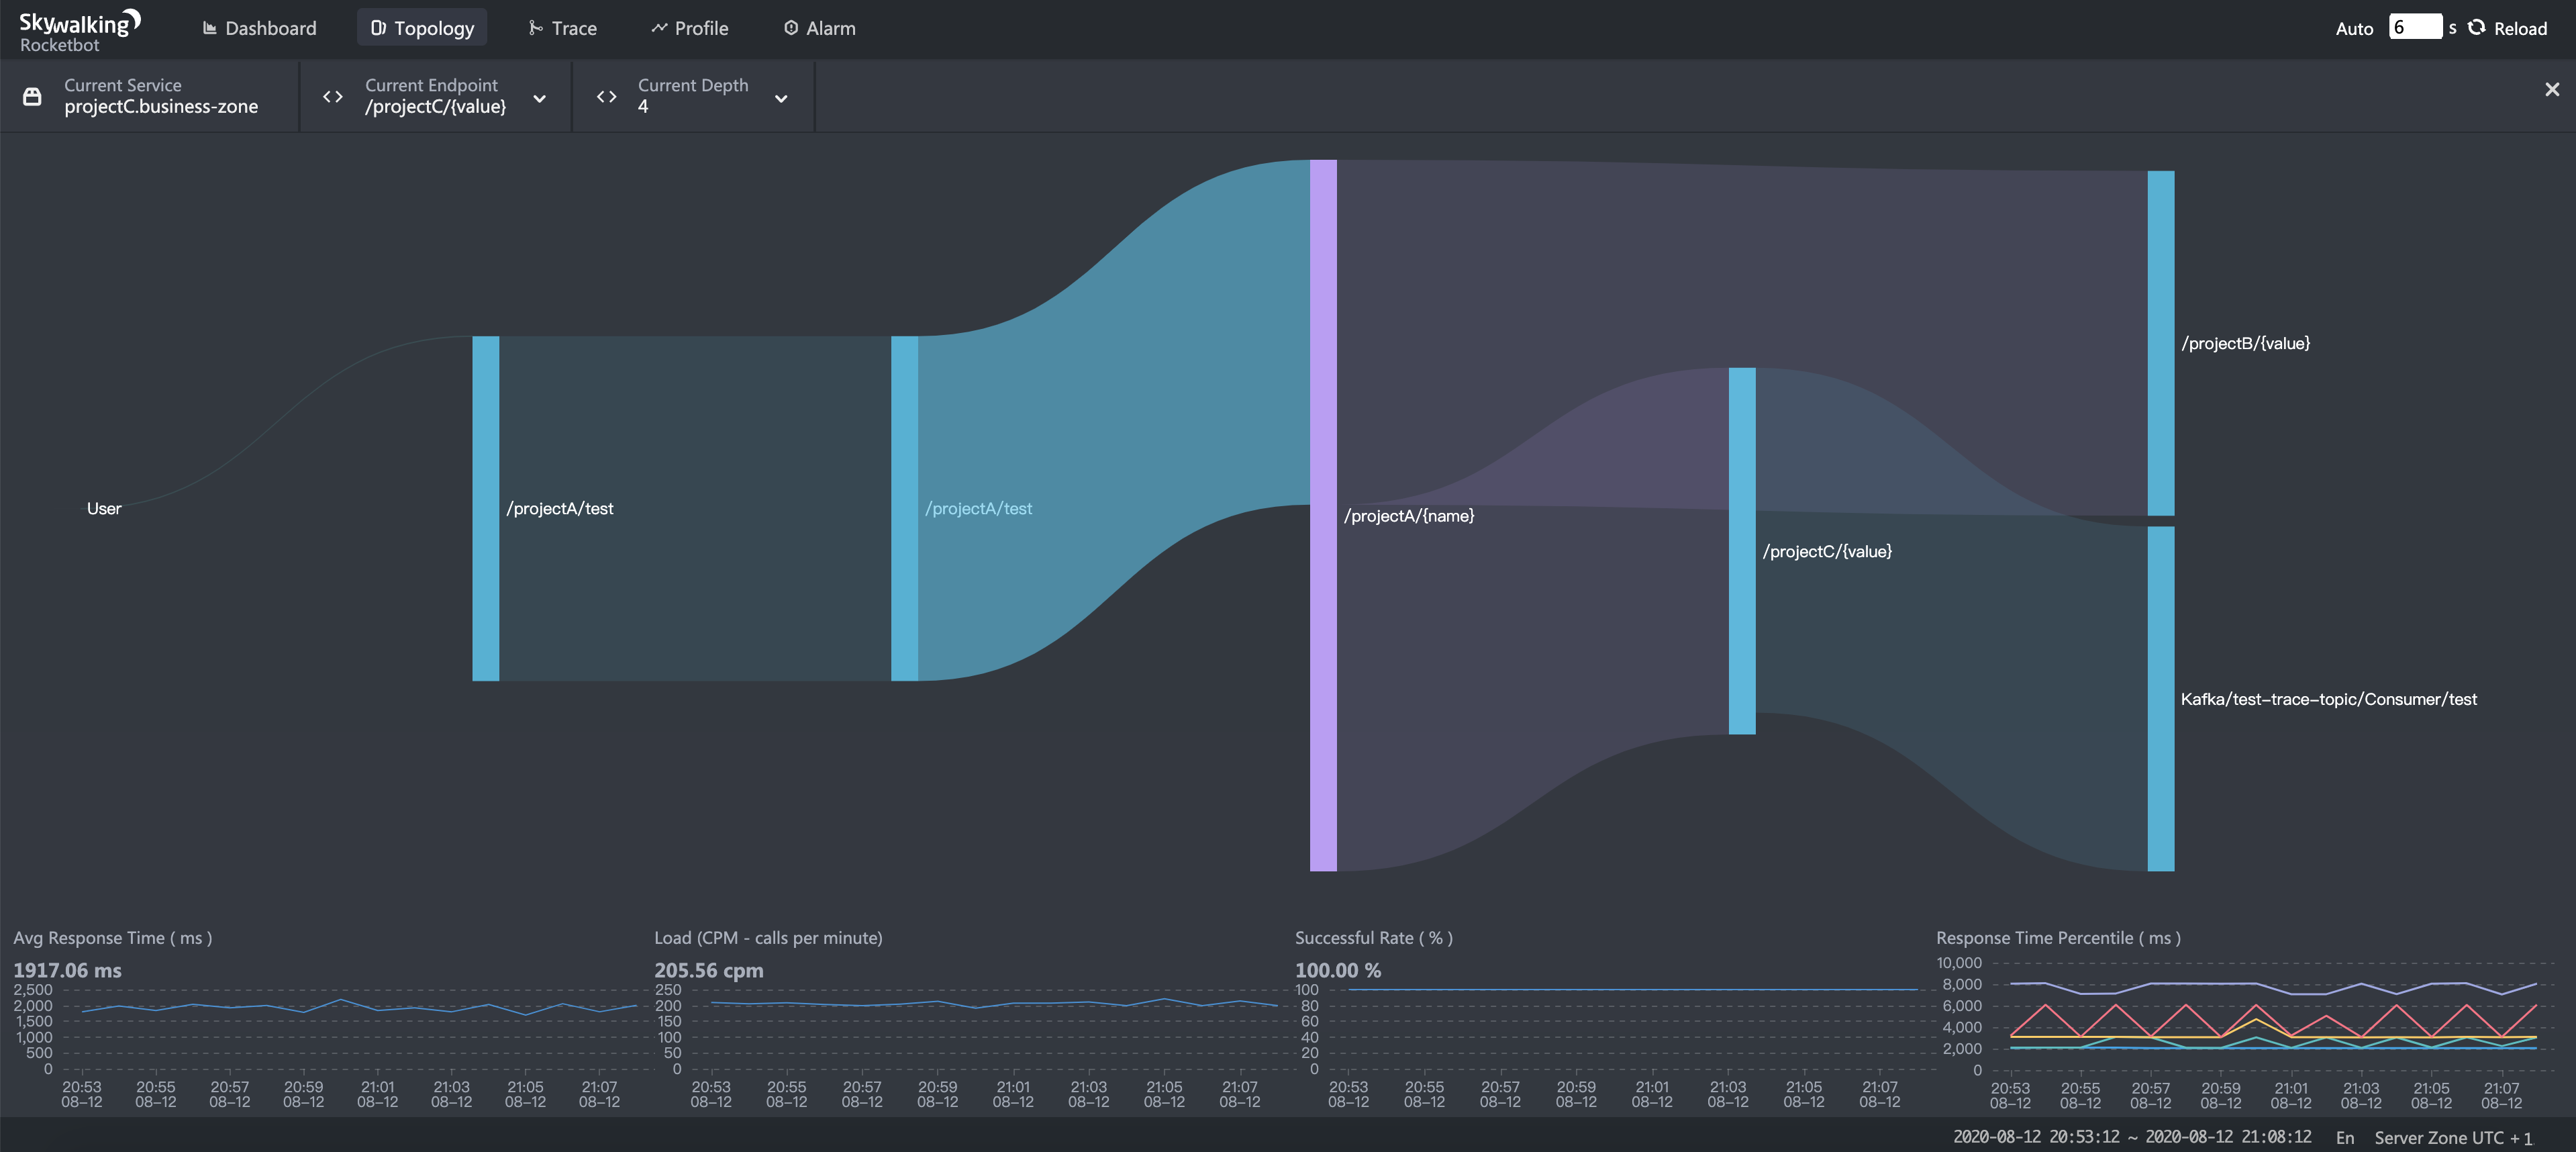 Skywalking
Rocketbot
Dashboard
Topology
Trace
Profile
Alarm
Auto 6 s Reload
Current Service
projectC.business-zone
Current Endpoint
/projectC/{value}
Current Depth
4
User
/projectA/test
/projectA/test
/projectA/{name}
/projectC/{value}
/projectB/{value}
Kafka/test-trace-topic/Consumer/test
Avg Response Time ( ms )
1917.06 ms
2,500
2,000
1,500
1,000
500
0
20:53 20:55 20:57 20:59 21:01 21:03 21:05 21:07
08-12 08-12 08-12 08-12 08-12 08-12 08-12 08-12
Load (CPM - calls per minute)
205.56 cpm
250
200
150
100
50
0
20:53 20:55 20:57 20:59 21:01 21:03 21:05 21:07
08-12 08-12 08-12 08-12 08-12 08-12 08-12 08-12
Successful Rate ( % )
100.00 %
100
80
60
40
20
0
20:53 20:55 20:57 20:59 21:01 21:03 21:05 21:07
08-12 08-12 08-12 08-12 08-12 08-12 08-12 08-12
Response Time Percentile ( ms )
10,000
8,000
6,000
4,000
2,000
0
20:53 20:55 20:57 20:59 21:01 21:03 21:05 21:07
08-12 08-12 08-12 08-12 08-12 08-12 08-12 08-12
2020-08-12 20:53:12 ~ 2020-08-12 21:08:12 En Server Zone UTC + 1